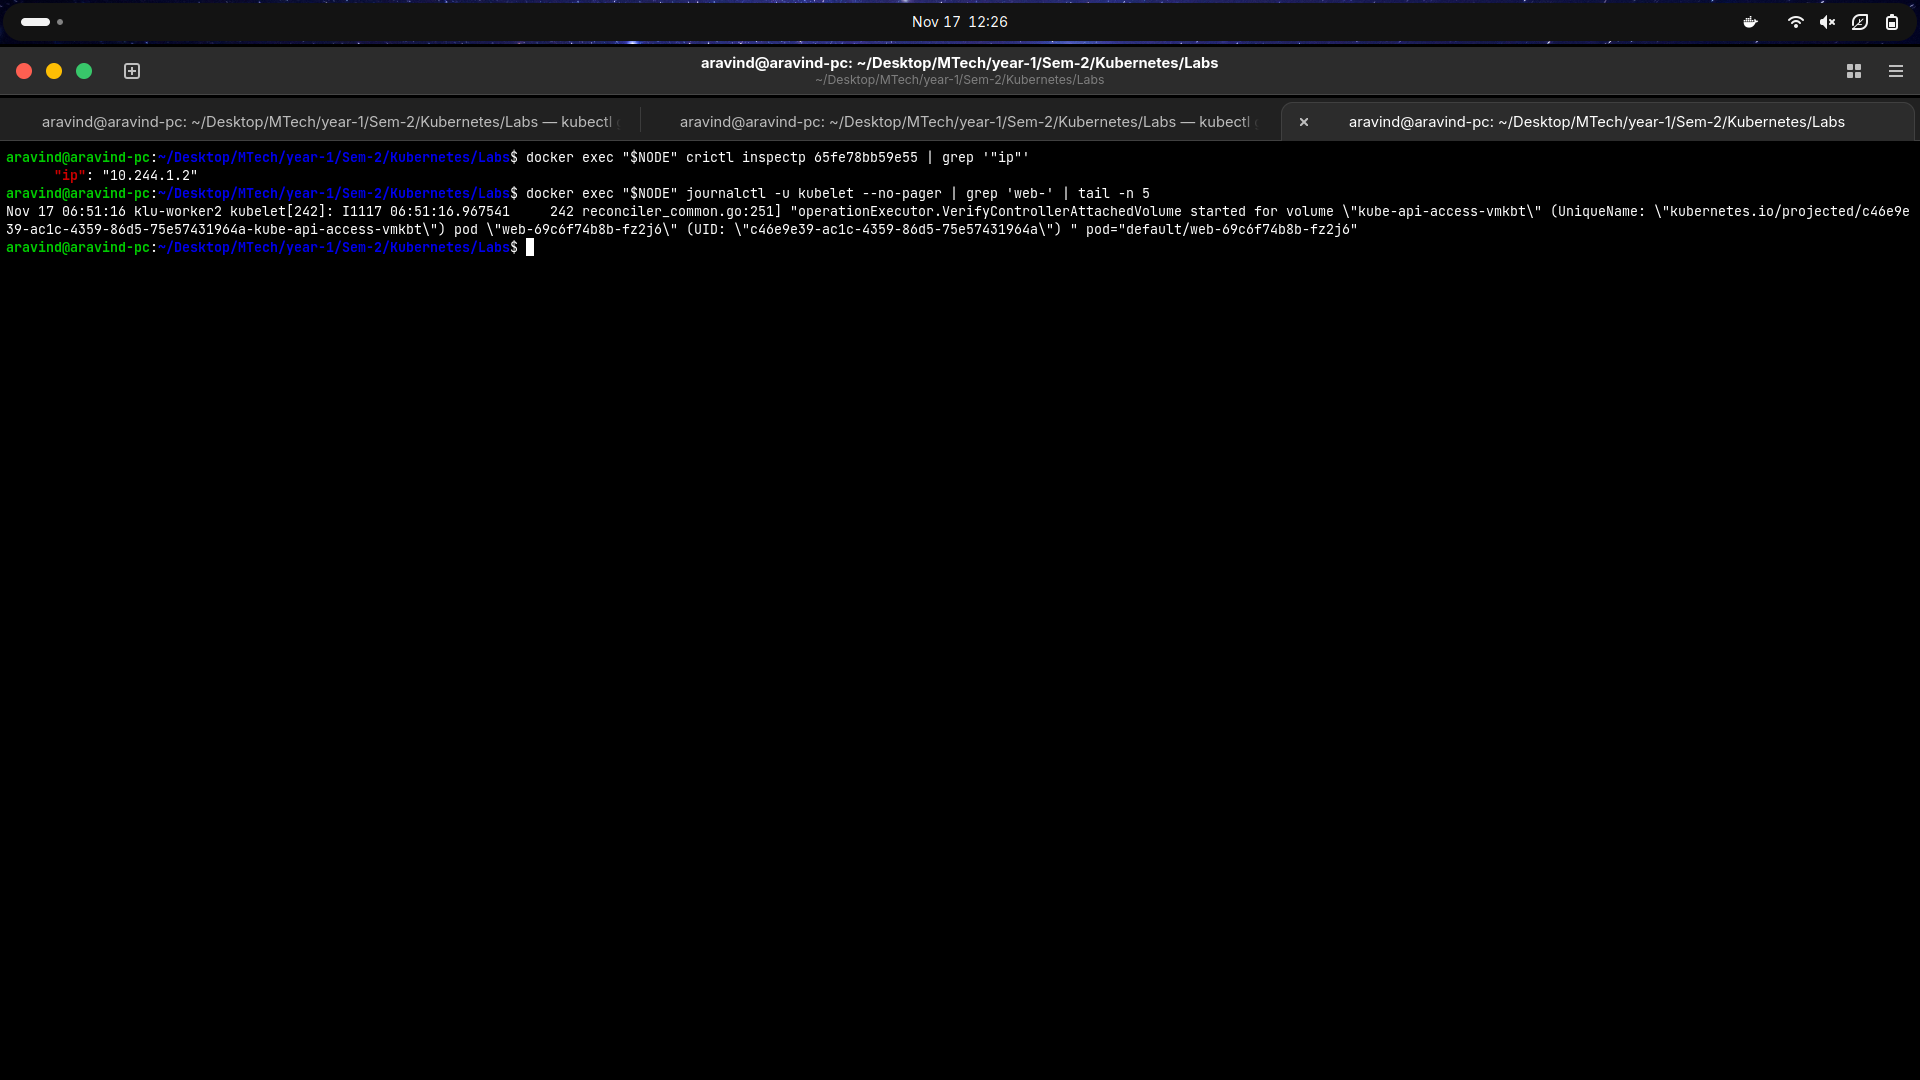 Nov 17 12:26
aravind@aravind-pc: ~/Desktop/MTech/year-1/Sem-2/Kubernetes/Labs
~/Desktop/MTech/year-1/Sem-2/Kubernetes/Labs
aravind@aravind-pc: ~/Desktop/MTech/year-1/Sem-2/Kubernetes/Labs — kubectl
aravind@aravind-pc: ~/Desktop/MTech/year-1/Sem-2/Kubernetes/Labs — kubectl
aravind@aravind-pc: ~/Desktop/MTech/year-1/Sem-2/Kubernetes/Labs
aravind@aravind-pc:~/Desktop/MTech/year-1/Sem-2/Kubernetes/Labs$ docker exec "$NODE" crictl inspectp 65fe78bb59e55 | grep '"ip"'
"ip": "10.244.1.2"
aravind@aravind-pc:~/Desktop/MTech/year-1/Sem-2/Kubernetes/Labs$ docker exec "$NODE" journalctl -u kubelet --no-pager | grep 'web-' | tail -n 5
Nov 17 06:51:16 klu-worker2 kubelet[242]: I1117 06:51:16.967541     242 reconciler_common.go:251] "operationExecutor.VerifyControllerAttachedVolume started for volume \"kube-api-access-vmkbt\" (UniqueName: \"kubernetes.io/projected/c46e9e
39-ac1c-4359-86d5-75e57431964a-kube-api-access-vmkbt\") pod \"web-69c6f74b8b-fz2j6\" (UID: \"c46e9e39-ac1c-4359-86d5-75e57431964a\") " pod="default/web-69c6f74b8b-fz2j6"
aravind@aravind-pc:~/Desktop/MTech/year-1/Sem-2/Kubernetes/Labs$